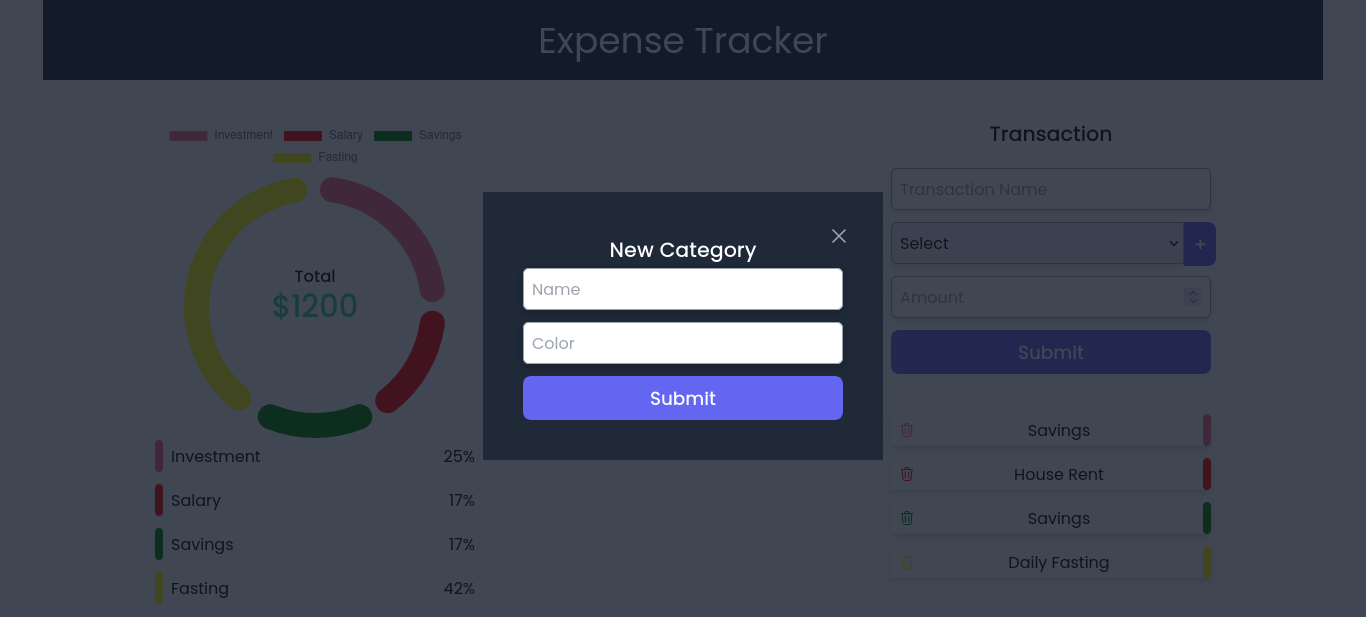 Expense Tracker
Investment Salary Savings
Fasting
Total
$1200
Investment 25%
Salary 17%
Savings 17%
Fasting 42%
New Category
Name
Color
Submit
Transaction
Transaction Name
Select
+
Amount
Submit
Savings
House Rent
Savings
Daily Fasting